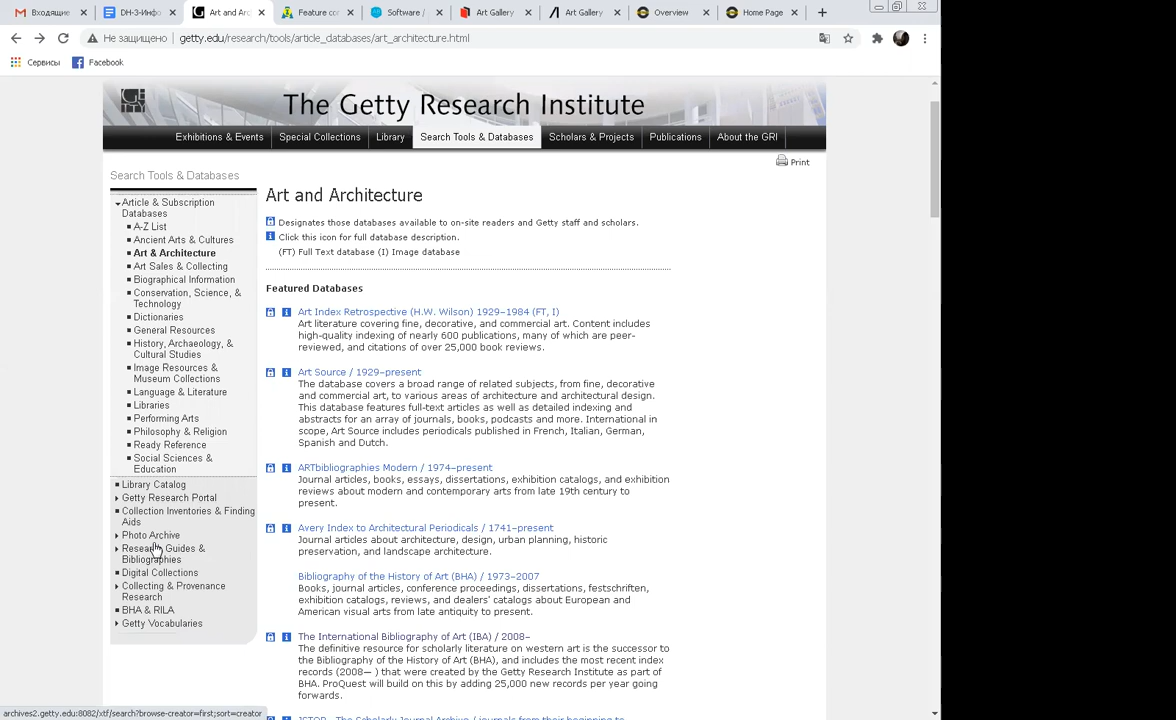 Входящие
DH-3-Инфо
Art and Arc
Feature co
Software /
Art Gallery
Art Gallery
Overview
Home Page
Не защищено
getty.edu/research/tools/article_databases/art_architecture.html
Сервисы
Facebook
The Getty Research Institute
Exhibitions & Events
Special Collections
Library
Search Tools & Databases
Scholars & Projects
Publications
About the GRI
Print
Search Tools & Databases
Article & Subscription
Databases
A-Z List
Ancient Arts & Cultures
Art & Architecture
Art Sales & Collecting
Biographical Information
Conservation, Science, &
Technology
Dictionaries
General Resources
History, Archaeology, &
Cultural Studies
Image Resources &
Museum Collections
Language & Literature
Libraries
Performing Arts
Philosophy & Religion
Ready Reference
Social Sciences &
Education
Library Catalog
Getty Research Portal
Collection Inventories & Finding
Aids
Photo Archive
Research Guides &
Bibliographies
Digital Collections
Collecting & Provenance
Research
BHA & RILA
Getty Vocabularies
Art and Architecture
Designates those databases available to on-site readers and Getty staff and scholars.
Click this icon for full database description.
(FT) Full Text database (I) Image database
Featured Databases
Art Index Retrospective (H.W. Wilson) 1929–1984 (FT, I)
Art literature covering fine, decorative, and commercial art. Content includes
high-quality indexing of nearly 600 publications, many of which are peer-
reviewed, and citations of over 25,000 book reviews.
Art Source / 1929–present
The database covers a broad range of related subjects, from fine, decorative
and commercial art, to various areas of architecture and architectural design.
This database features full-text articles as well as detailed indexing and
abstracts for an array of journals, books, podcasts and more. International in
scope, Art Source includes periodicals published in French, Italian, German,
Spanish and Dutch.
ARTbibliographies Modern / 1974–present
Journal articles, books, essays, dissertations, exhibition catalogs, and exhibition
reviews about modern and contemporary arts from late 19th century to
present.
Avery Index to Architectural Periodicals / 1741–present
Journal articles about architecture, design, urban planning, historic
preservation, and landscape architecture.
Bibliography of the History of Art (BHA) / 1973–2007
Books, journal articles, conference proceedings, dissertations, festschriften,
exhibition catalogs, reviews, and dealers' catalogs about European and
American visual arts from late antiquity to present.
The International Bibliography of Art (IBA) / 2008–
The definitive resource for scholarly literature on western art is the successor to
the Bibliography of the History of Art (BHA), and includes the most recent index
records (2008— ) that were created by the Getty Research Institute as part of
BHA. ProQuest will build on this by adding 25,000 new records per year going
forwards.
JSTOR - The Scholarly Journal Archive / journals from their beginning to
archives2.getty.edu:8082/xtf/search?browse-creator=first;sort=creator